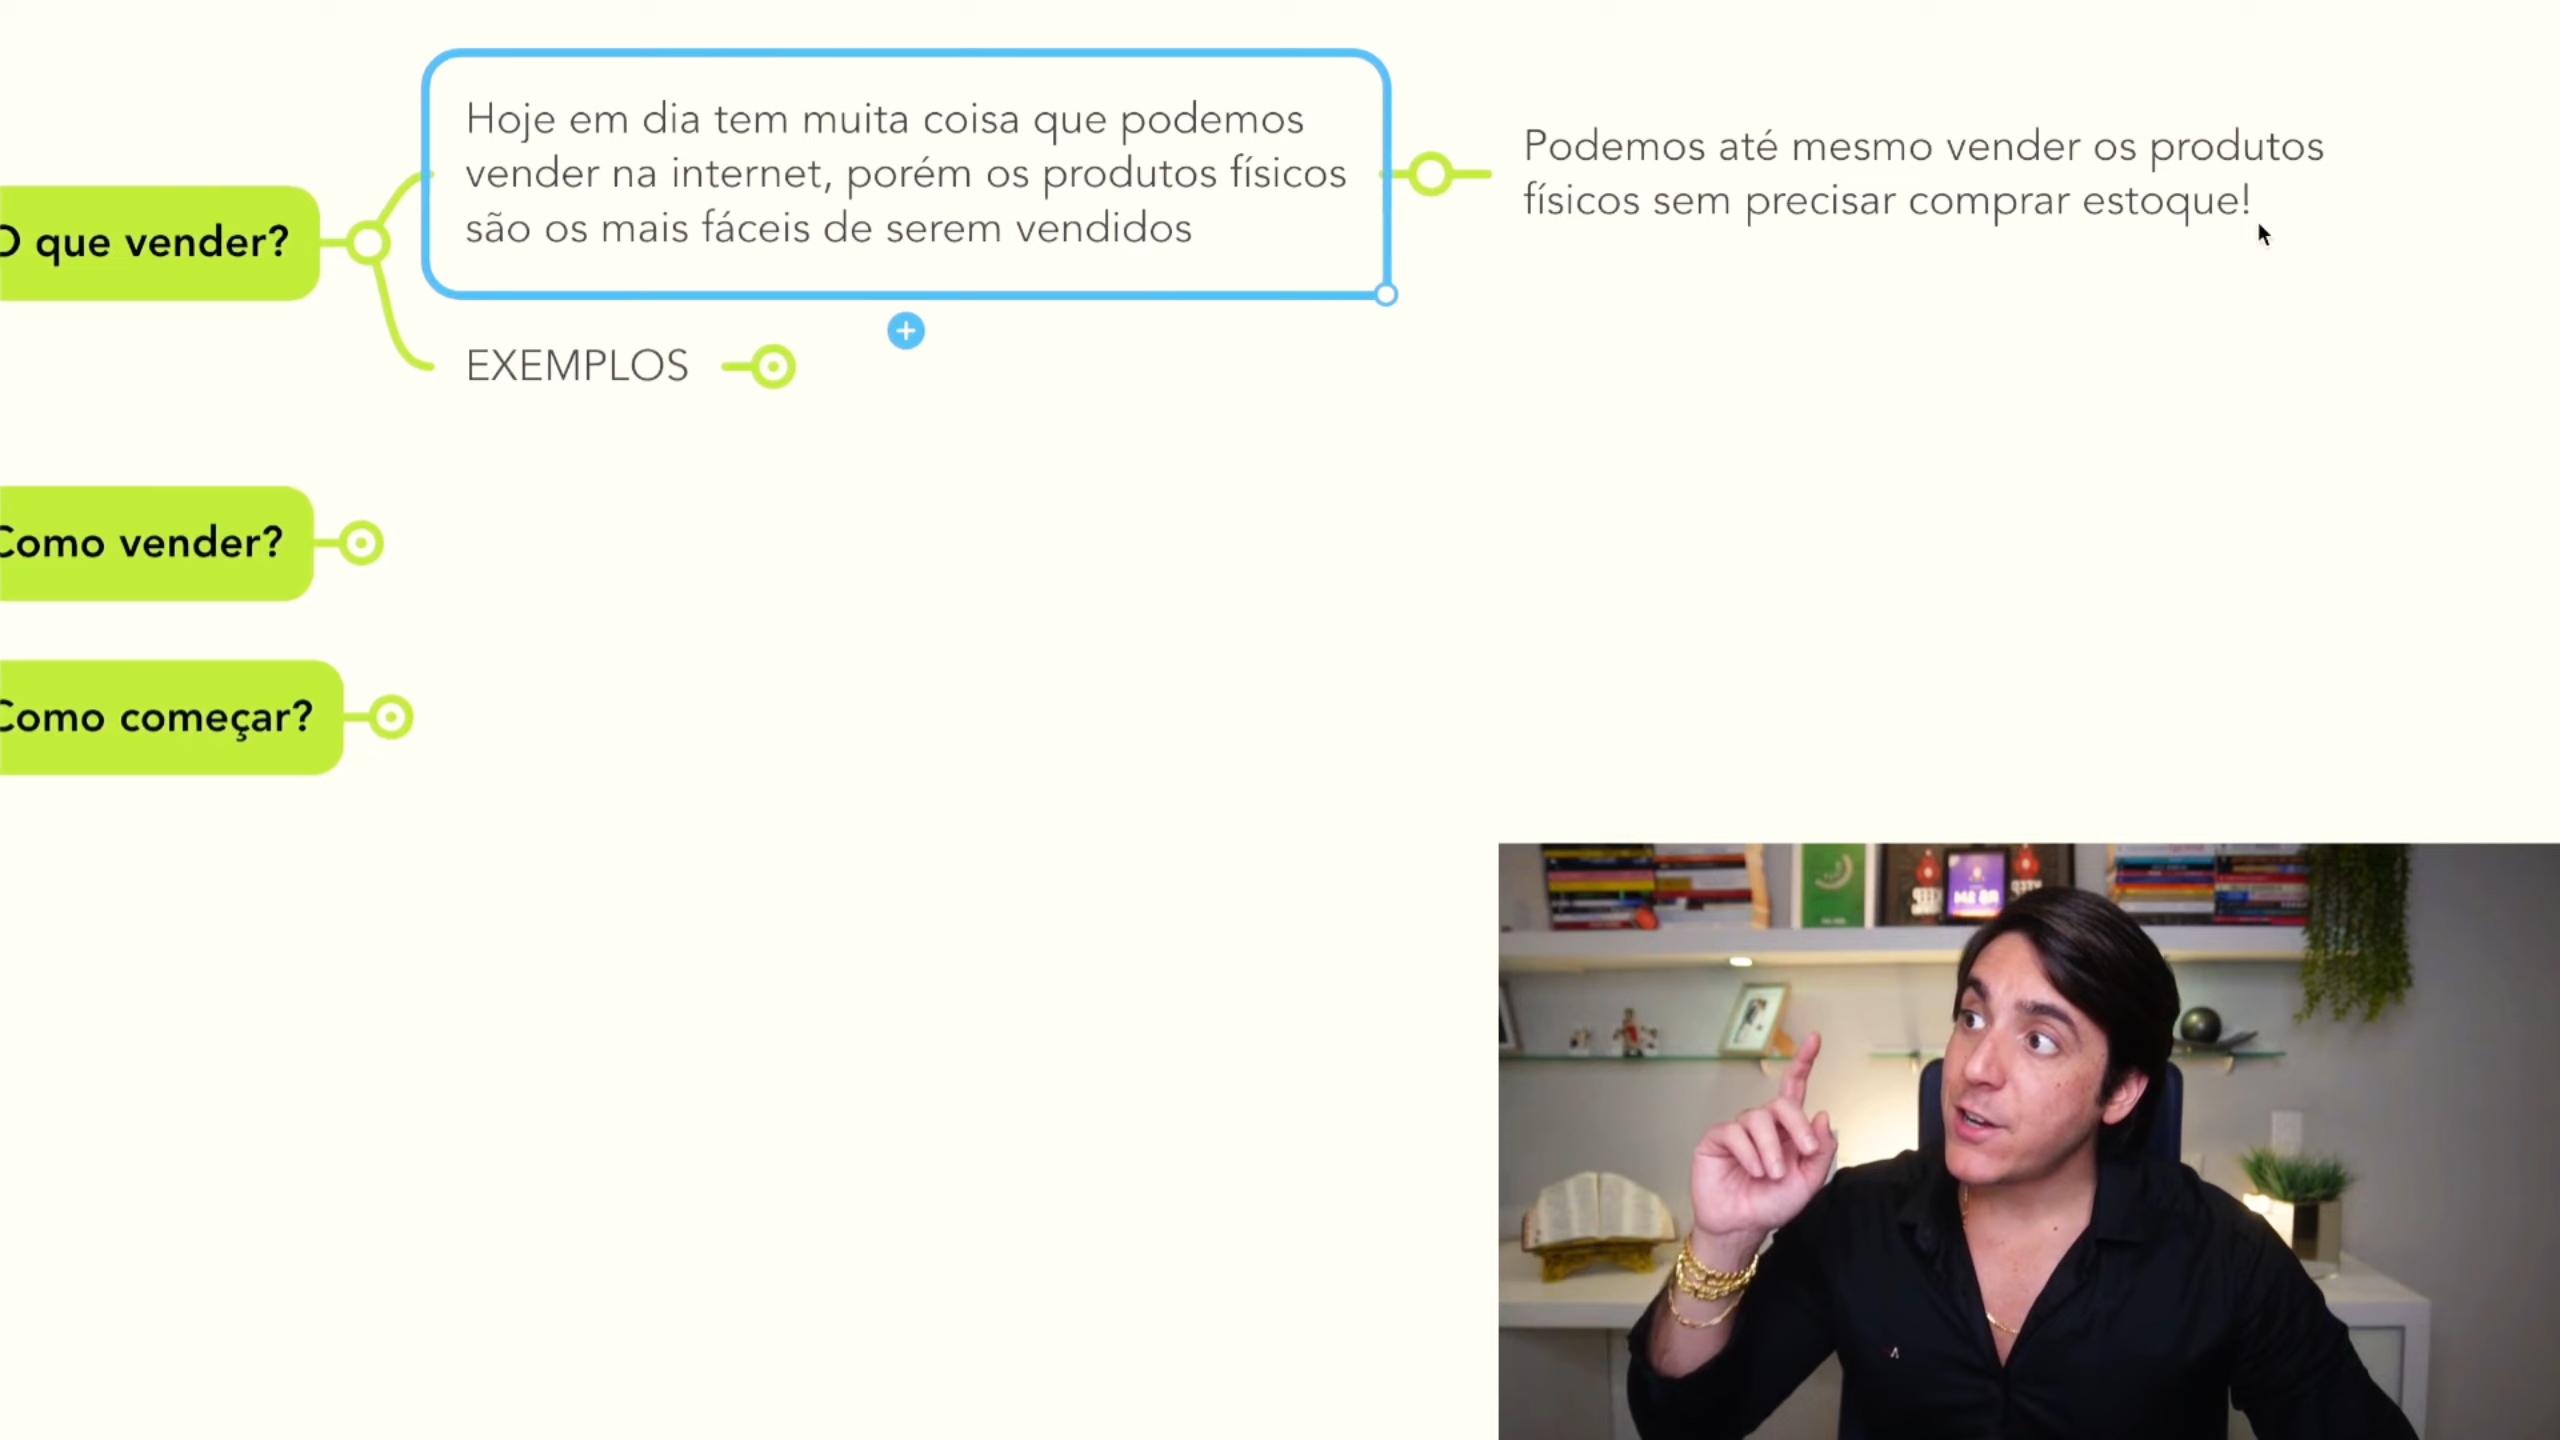 O que vender?
Hoje em dia tem muita coisa que podemos
vender na internet, porém os produtos físicos
são os mais fáceis de serem vendidos
Podemos até mesmo vender os produtos
físicos sem precisar comprar estoque!
EXEMPLOS
Como vender?
Como começar?